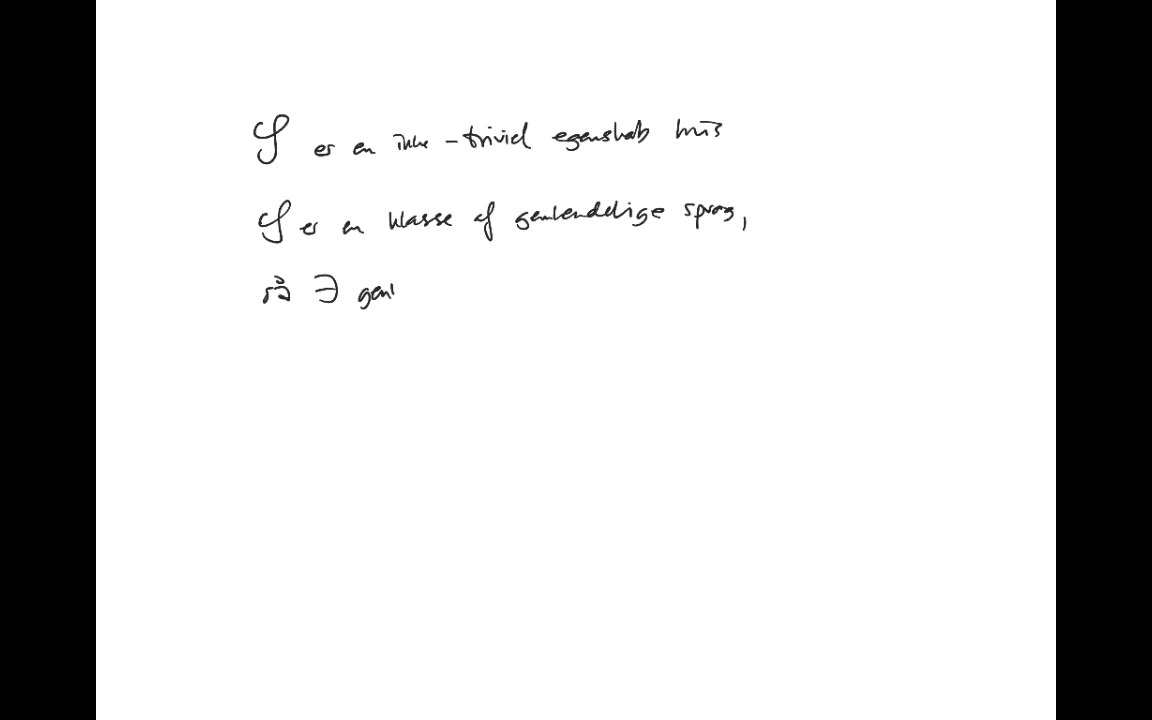 𝒮 er en ikke-triviel egenskab hvis
𝒮 er en klasse af genkendelige sprog,
så ∃ gen